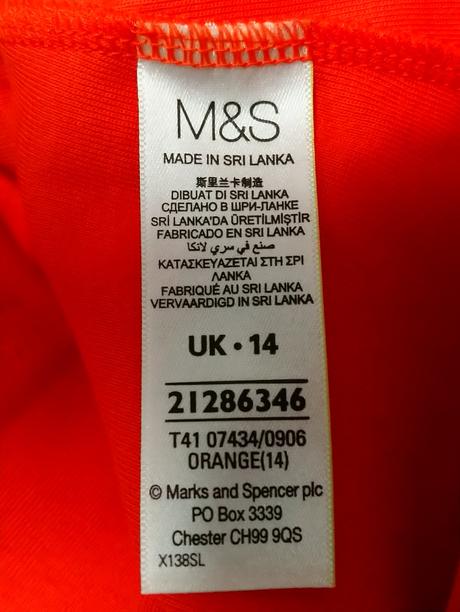 M&S
MADE IN SRI LANKA
斯里兰卡制造
DIBUAT DI SRI LANKA
СДЕЛАНО В ШРИ-ЛАНКЕ
SRİ LANKA'DA ÜRETİLMİŞTİR
FABRICADO EN SRI LANKA
صنع في سري لانكا
ΚΑΤΑΣΚΕΥΑΖΕΤΑΙ ΣΤΗ ΣΡΙ
ΛΑΝΚΑ
FABRIQUÉ AU SRI LANKA
VERVAARDIGD IN SRI LANKA
UK • 14
21286346
T41 07434/0906
ORANGE(14)
© Marks and Spencer plc
PO Box 3339
Chester CH99 9QS
X138SL